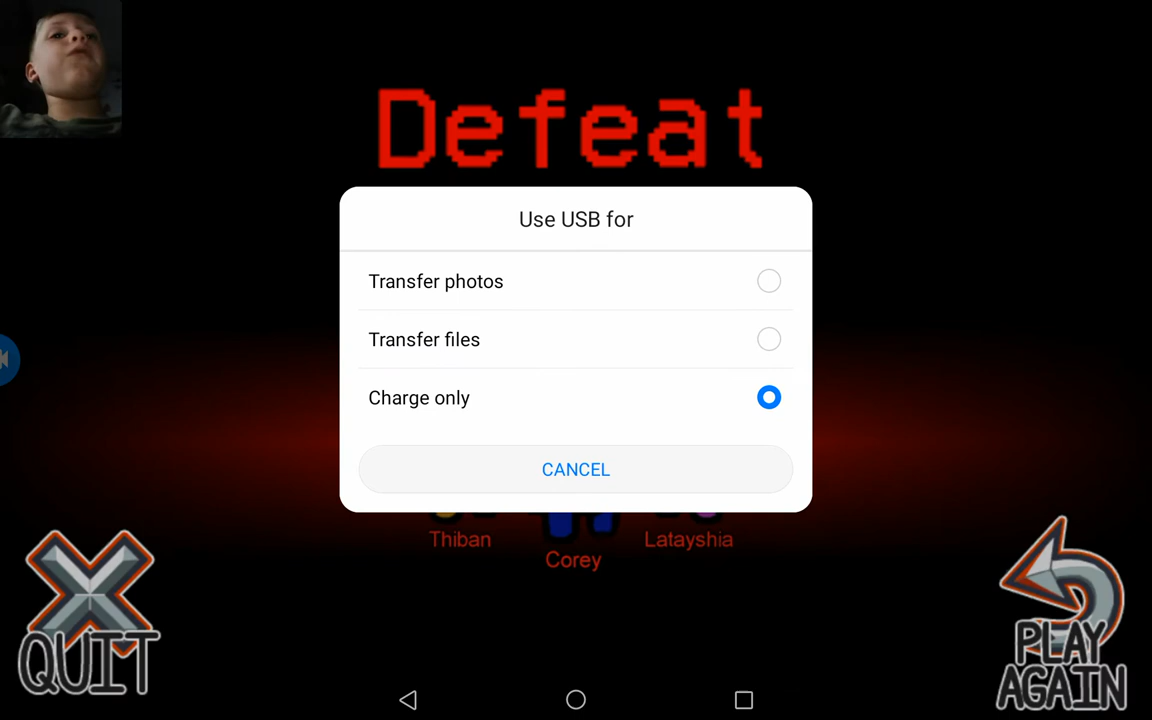 Defeat
Use USB for
Transfer photos
Transfer files
Charge only
CANCEL
Thiban
Corey
Latayshia
QUIT
PLAY
AGAIN